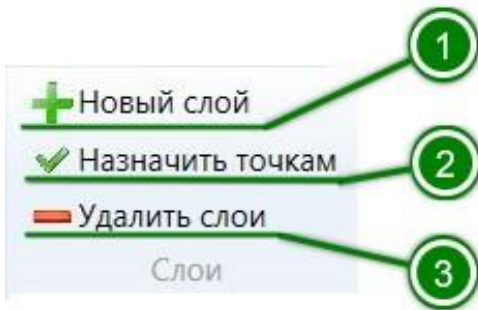 1
Новый слой
Назначить точкам
2
Удалить слои
Слои
3